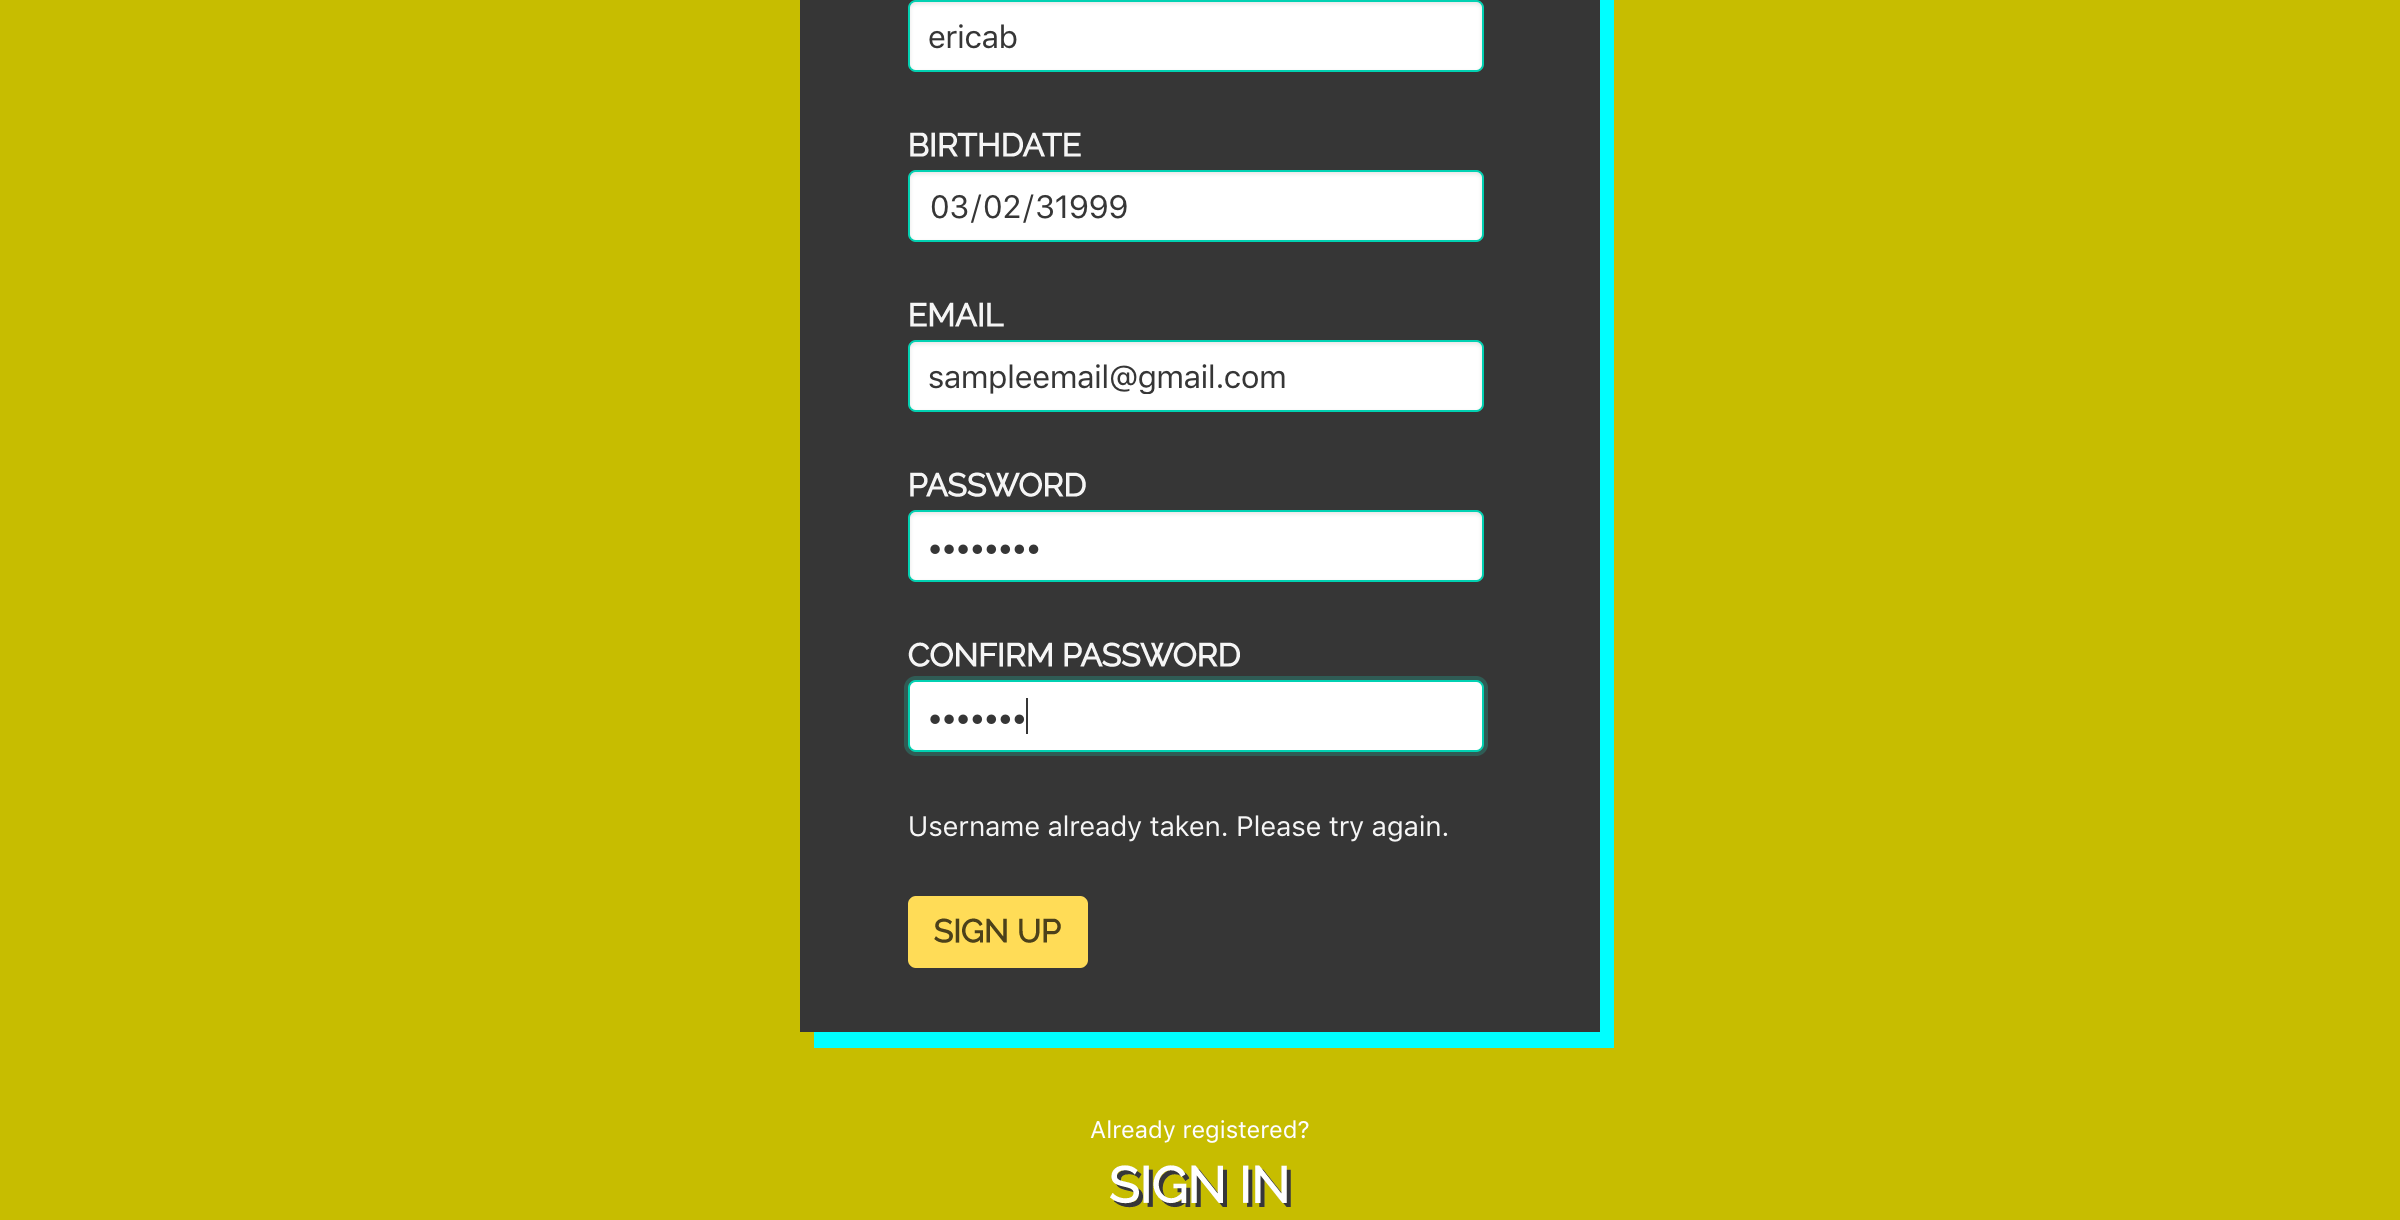 ericab
BIRTHDATE
03/02/31999
EMAIL
sampleemail@gmail.com
PASSWORD
••••••••
CONFIRM PASSWORD
•••••••
Username already taken. Please try again.
SIGN UP
Already registered?
SIGN IN